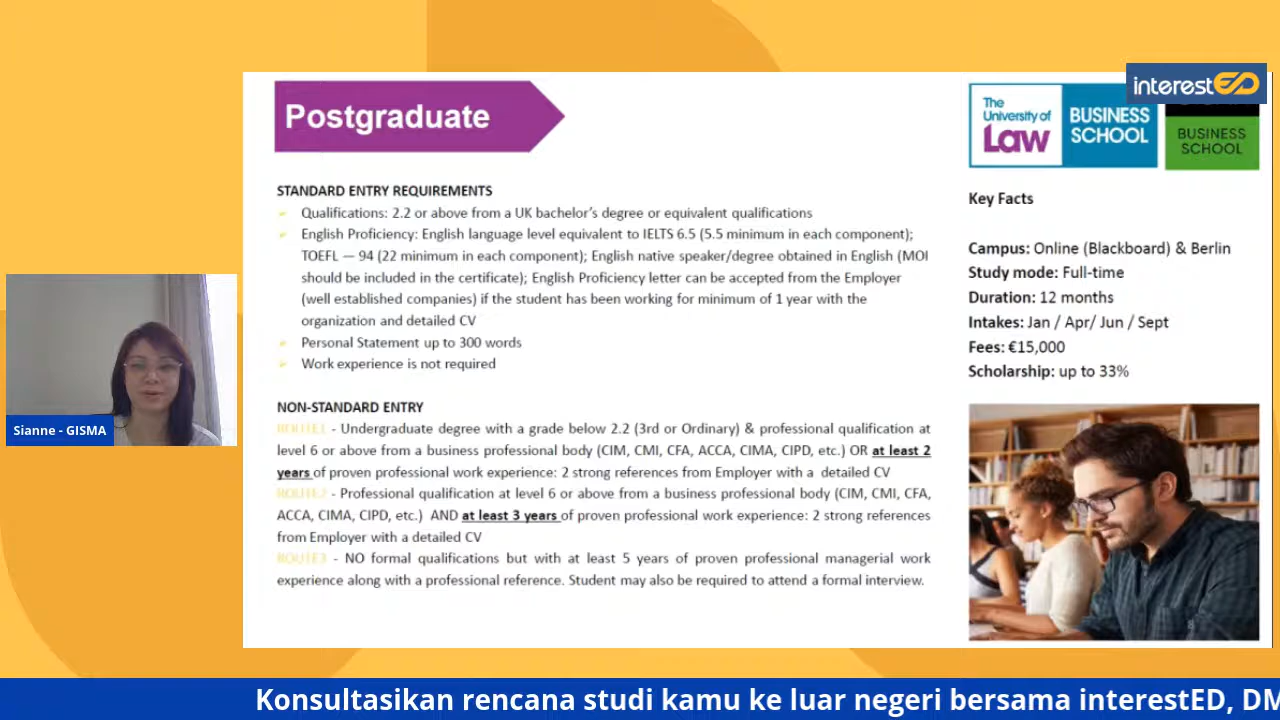 interestED
Postgraduate
The
University of
Law
BUSINESS
SCHOOL
BUSINESS
SCHOOL
STANDARD ENTRY REQUIREMENTS
Qualifications: 2.2 or above from a UK bachelor's degree or equivalent qualifications
English Proficiency: English language level equivalent to IELTS 6.5 (5.5 minimum in each component);
TOEFL — 94 (22 minimum in each component); English native speaker/degree obtained in English (MOI
should be included in the certificate); English Proficiency letter can be accepted from the Employer
(well established companies) if the student has been working for minimum of 1 year with the
organization and detailed CV
Personal Statement up to 300 words
Work experience is not required
NON-STANDARD ENTRY
ROUTE1 - Undergraduate degree with a grade below 2.2 (3rd or Ordinary) & professional qualification at
level 6 or above from a business professional body (CIM, CMI, CFA, ACCA, CIMA, CIPD, etc.) OR at least 2
years of proven professional work experience: 2 strong references from Employer with a detailed CV
ROUTE2 - Professional qualification at level 6 or above from a business professional body (CIM, CMI, CFA,
ACCA, CIMA, CIPD, etc.) AND at least 3 years of proven professional work experience: 2 strong references
from Employer with a detailed CV
ROUTE3 - NO formal qualifications but with at least 5 years of proven professional managerial work
experience along with a professional reference. Student may also be required to attend a formal interview.
Key Facts
Campus: Online (Blackboard) & Berlin
Study mode: Full-time
Duration: 12 months
Intakes: Jan / Apr/ Jun / Sept
Fees: €15,000
Scholarship: up to 33%
8
Sianne - GISMA
Konsultasikan rencana studi kamu ke luar negeri bersama interestED, DM